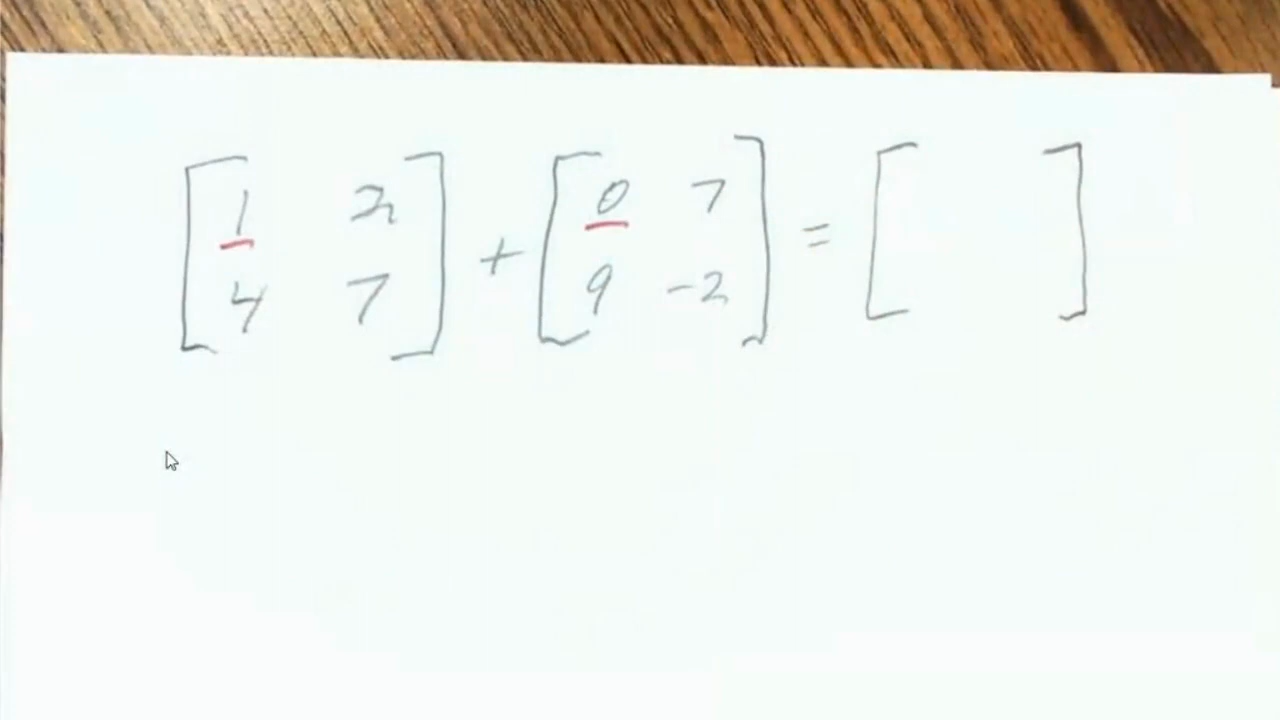 [1 2] + [0 7] = [ ]
[4 7] [9 -2]